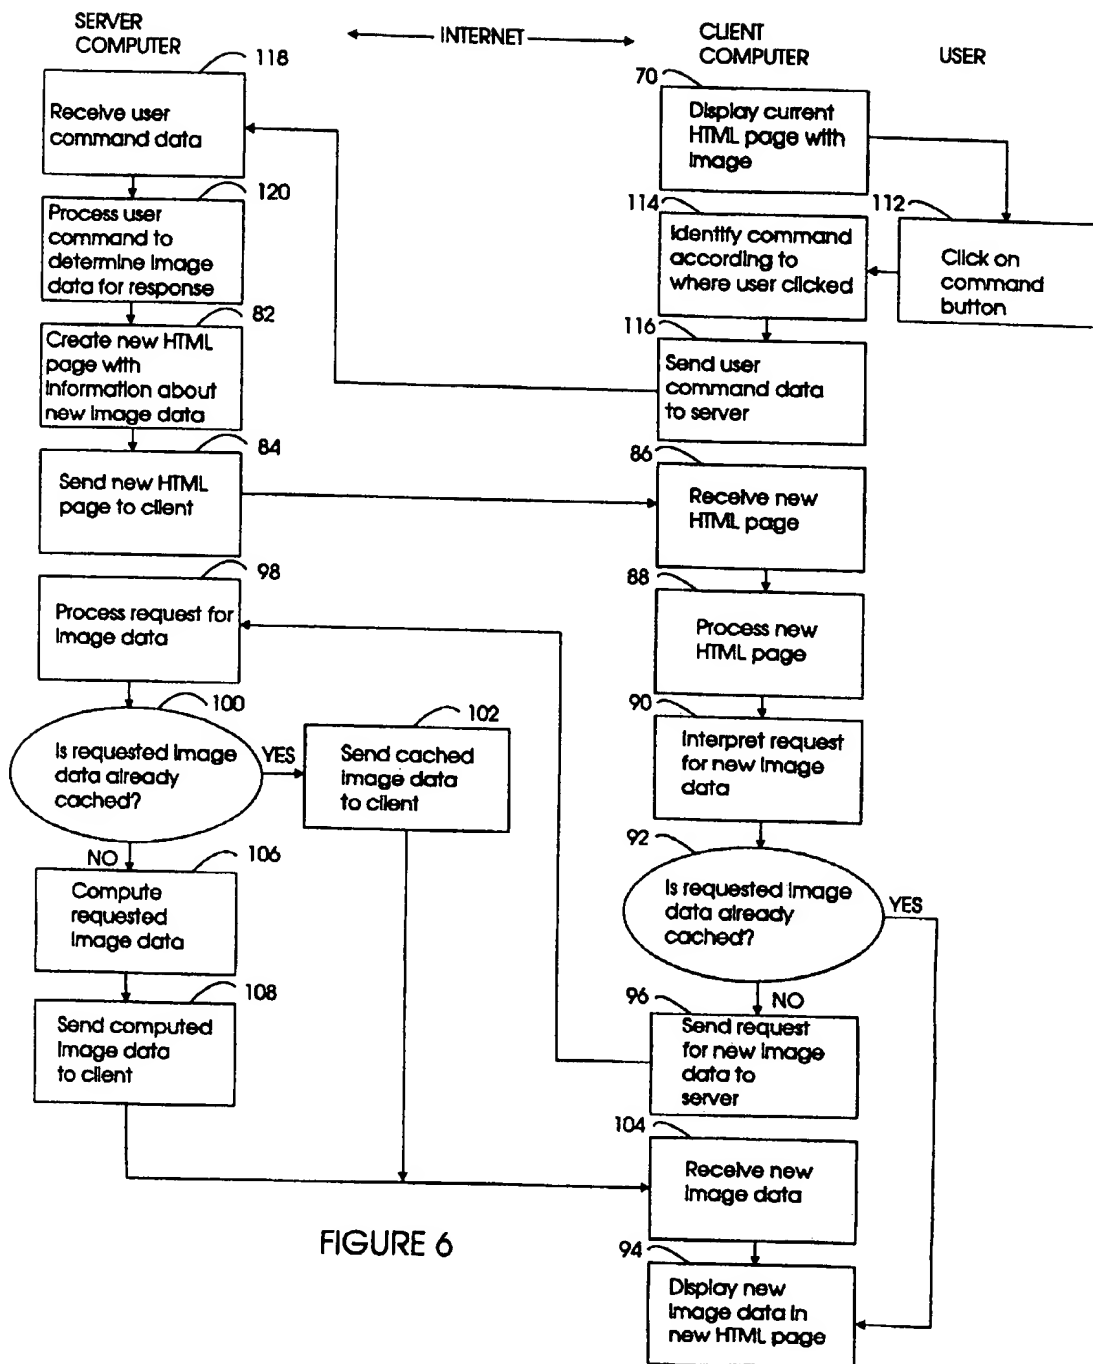 SERVER
COMPUTER
INTERNET
CLIENT
COMPUTER
USER
118
Receive user
command data
70
Display current
HTML page with
image
120
Process user
command to
determine image
data for response
114
Identify command
according to
where user clicked
112
Click on
command
button
82
Create new HTML
page with
information about
new image data
116
Send user
command data
to server
84
Send new HTML
page to client
86
Receive new
HTML page
98
Process request for
image data
88
Process new
HTML page
100
Is requested image
data already
cached?
YES
102
Send cached
image data
to client
90
Interpret request
for new image
data
NO
106
Compute
requested
image data
92
Is requested image
data already
cached?
YES
108
Send computed
image data
to client
NO
96
Send request
for new image
data to
server
104
Receive new
image data
FIGURE 6
94
Display new
image data in
new HTML page